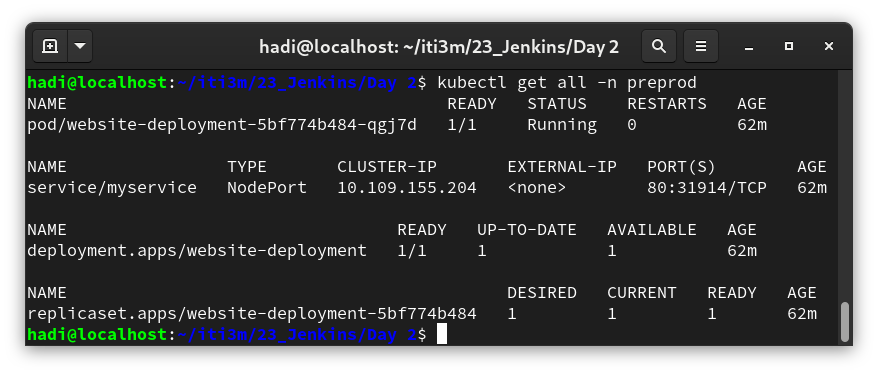 hadi@localhost: ~/iti3m/23_Jenkins/Day 2
hadi@localhost:~/iti3m/23_Jenkins/Day 2$ kubectl get all -n preprod
NAME                                      READY   STATUS    RESTARTS   AGE
pod/website-deployment-5bf774b484-qgj7d   1/1     Running   0          62m
NAME                TYPE       CLUSTER-IP       EXTERNAL-IP   PORT(S)        AGE
service/myservice   NodePort   10.109.155.204   <none>        80:31914/TCP   62m
NAME                                 READY   UP-TO-DATE   AVAILABLE   AGE
deployment.apps/website-deployment   1/1     1            1           62m
NAME                                            DESIRED   CURRENT   READY   AGE
replicaset.apps/website-deployment-5bf774b484   1         1         1       62m
hadi@localhost:~/iti3m/23_Jenkins/Day 2$